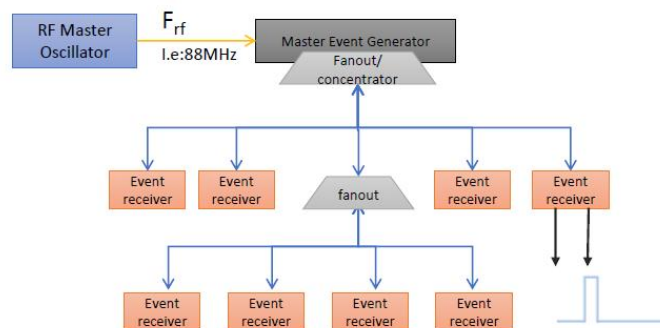 RF Master
Oscillator
F_rf
I.e:88MHz
Master Event Generator
Fanout/
concentrator
Event
receiver
Event
receiver
fanout
Event
receiver
Event
receiver
Event
receiver
Event
receiver
Event
receiver
Event
receiver